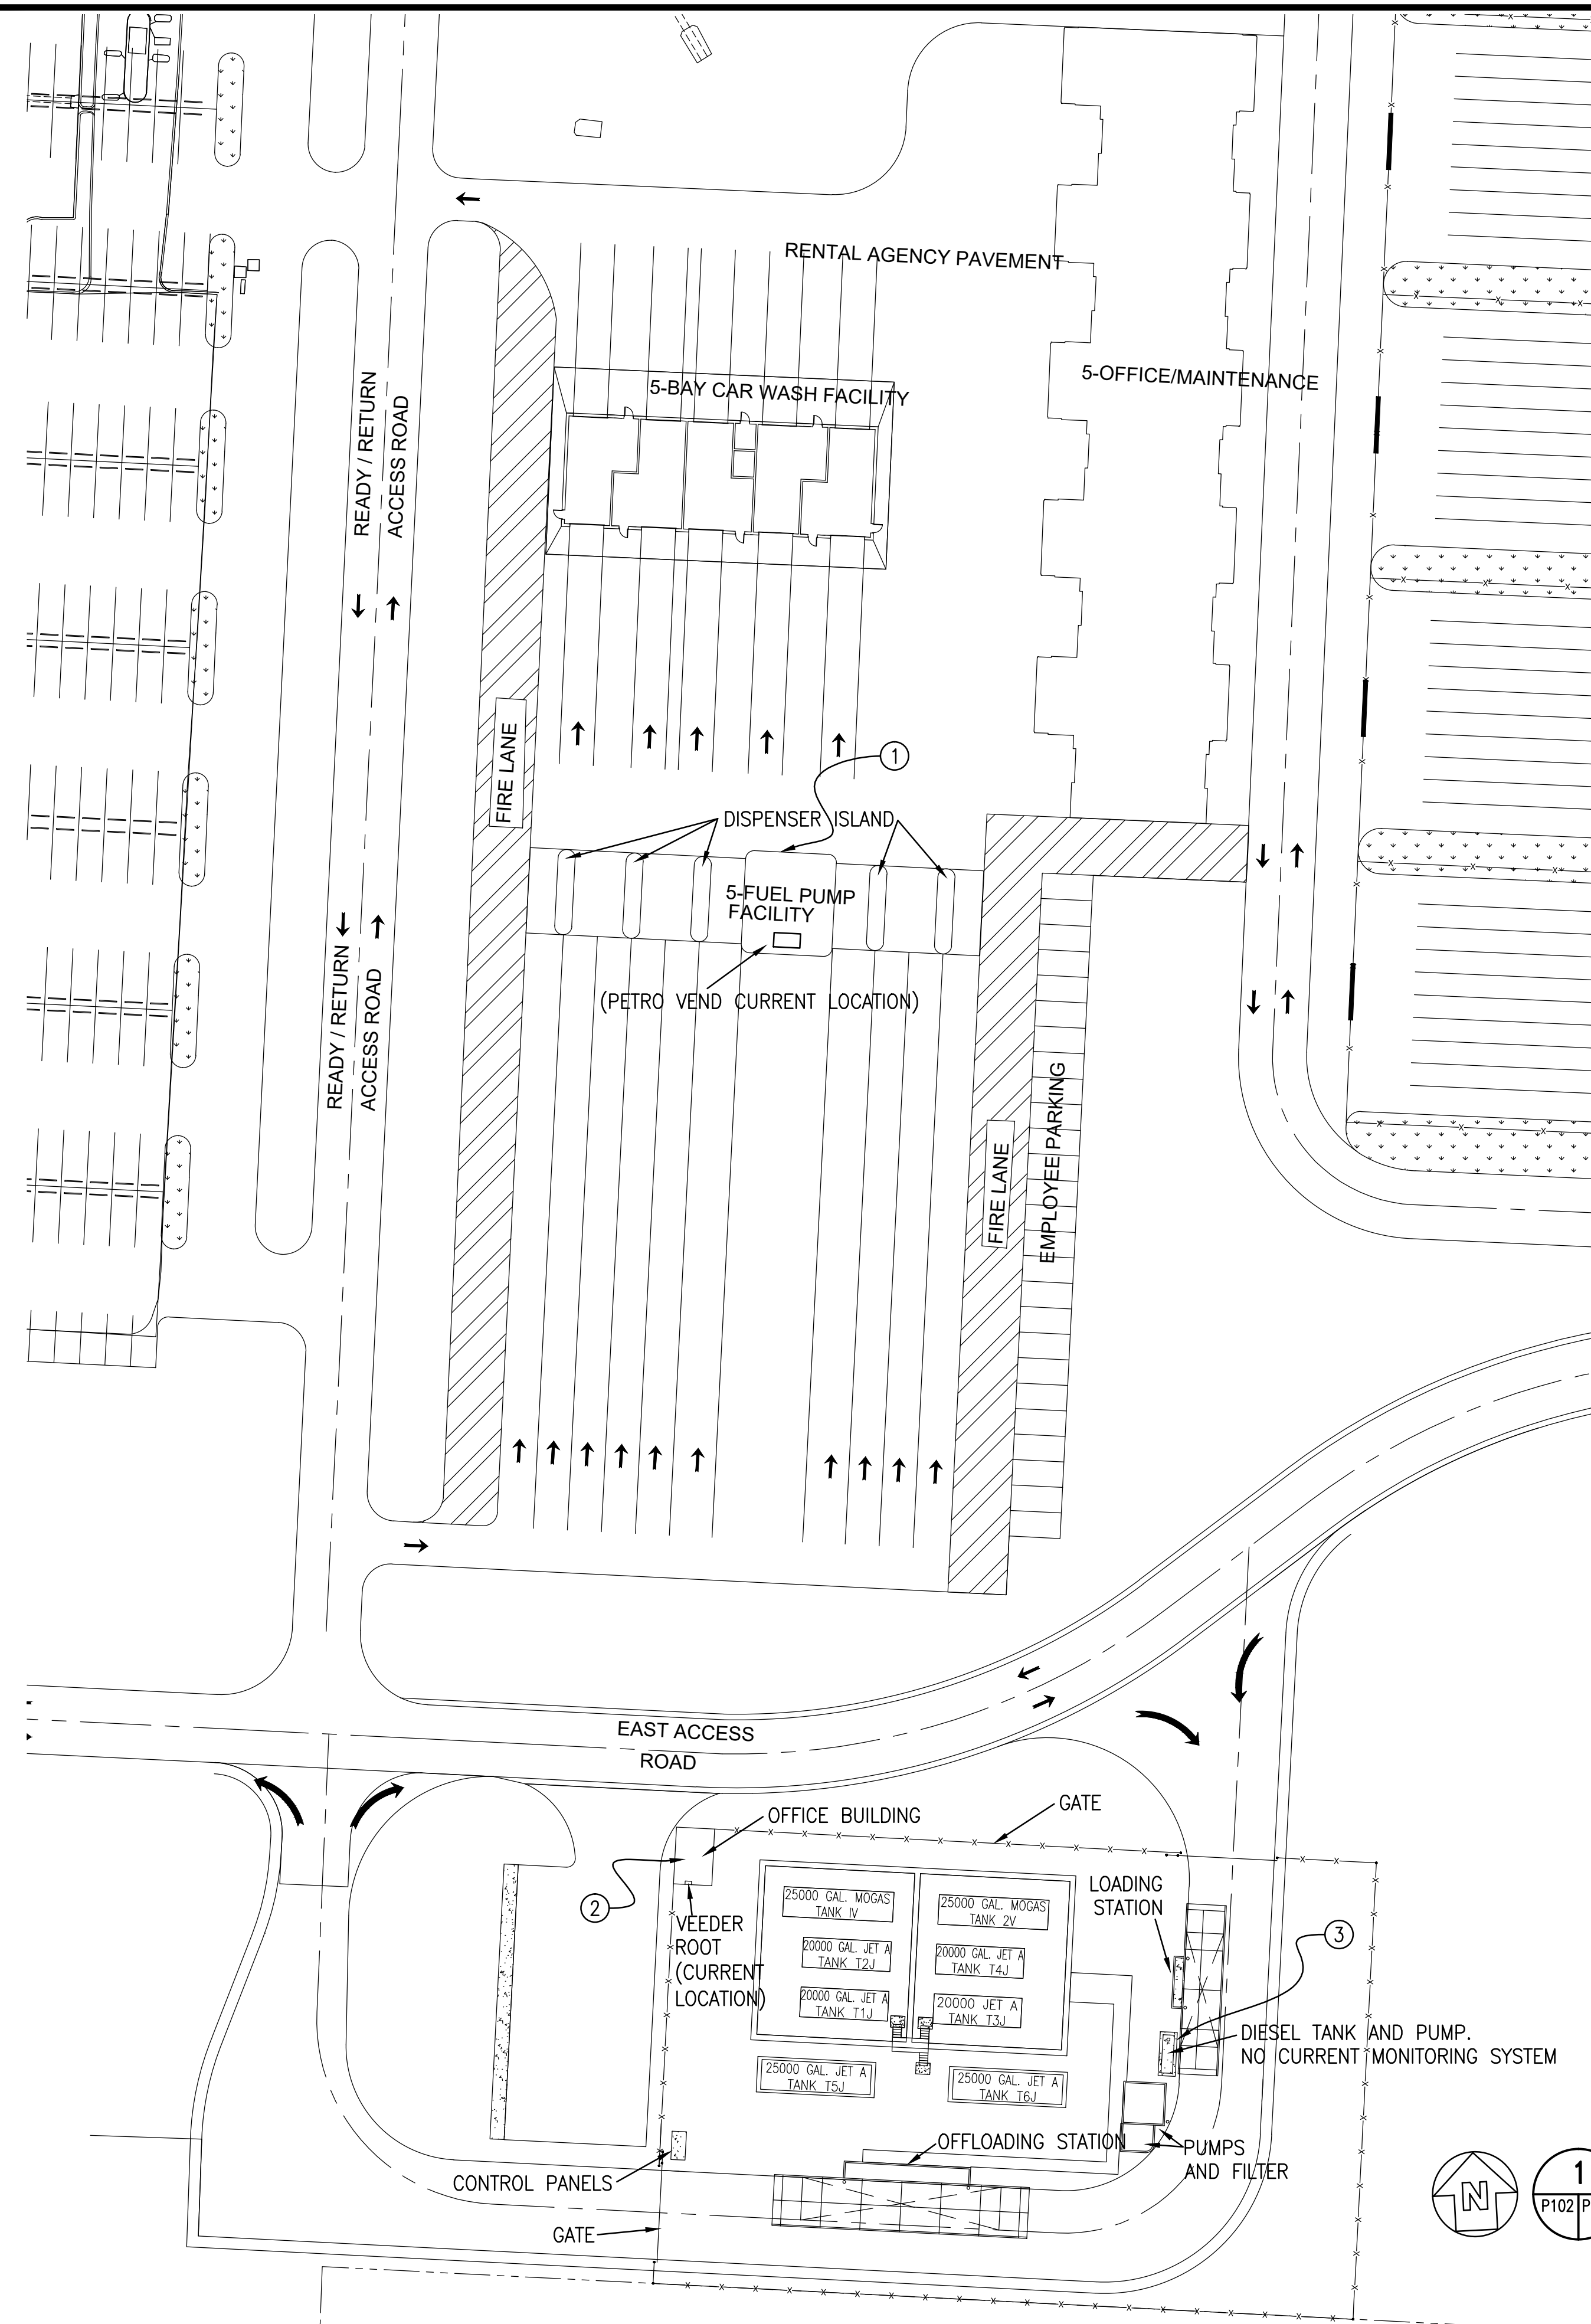 RENTAL AGENCY PAVEMENT
5-OFFICE/MAINTENANCE
5-BAY CAR WASH FACILITY
READY / RETURN
ACCESS ROAD
FIRE LANE
1
DISPENSER ISLAND
5-FUEL PUMP
FACILITY
(PETRO VEND CURRENT LOCATION)
READY / RETURN
ACCESS ROAD
FIRE LANE
EMPLOYEE PARKING
EAST ACCESS
ROAD
OFFICE BUILDING
GATE
2
VEEDER
ROOT
(CURRENT
LOCATION)
25000 GAL. MOGAS
TANK IV
25000 GAL. MOGAS
TANK 2V
20000 GAL. JET A
TANK T2J
20000 GAL. JET A
TANK T4J
20000 GAL. JET A
TANK T1J
20000 JET A
TANK T3J
25000 GAL. JET A
TANK T5J
25000 GAL. JET A
TANK T6J
LOADING
STATION
3
DIESEL TANK AND PUMP.
NO CURRENT MONITORING SYSTEM
OFFLOADING STATION
PUMPS
AND FILTER
CONTROL PANELS
GATE
N
1
P102